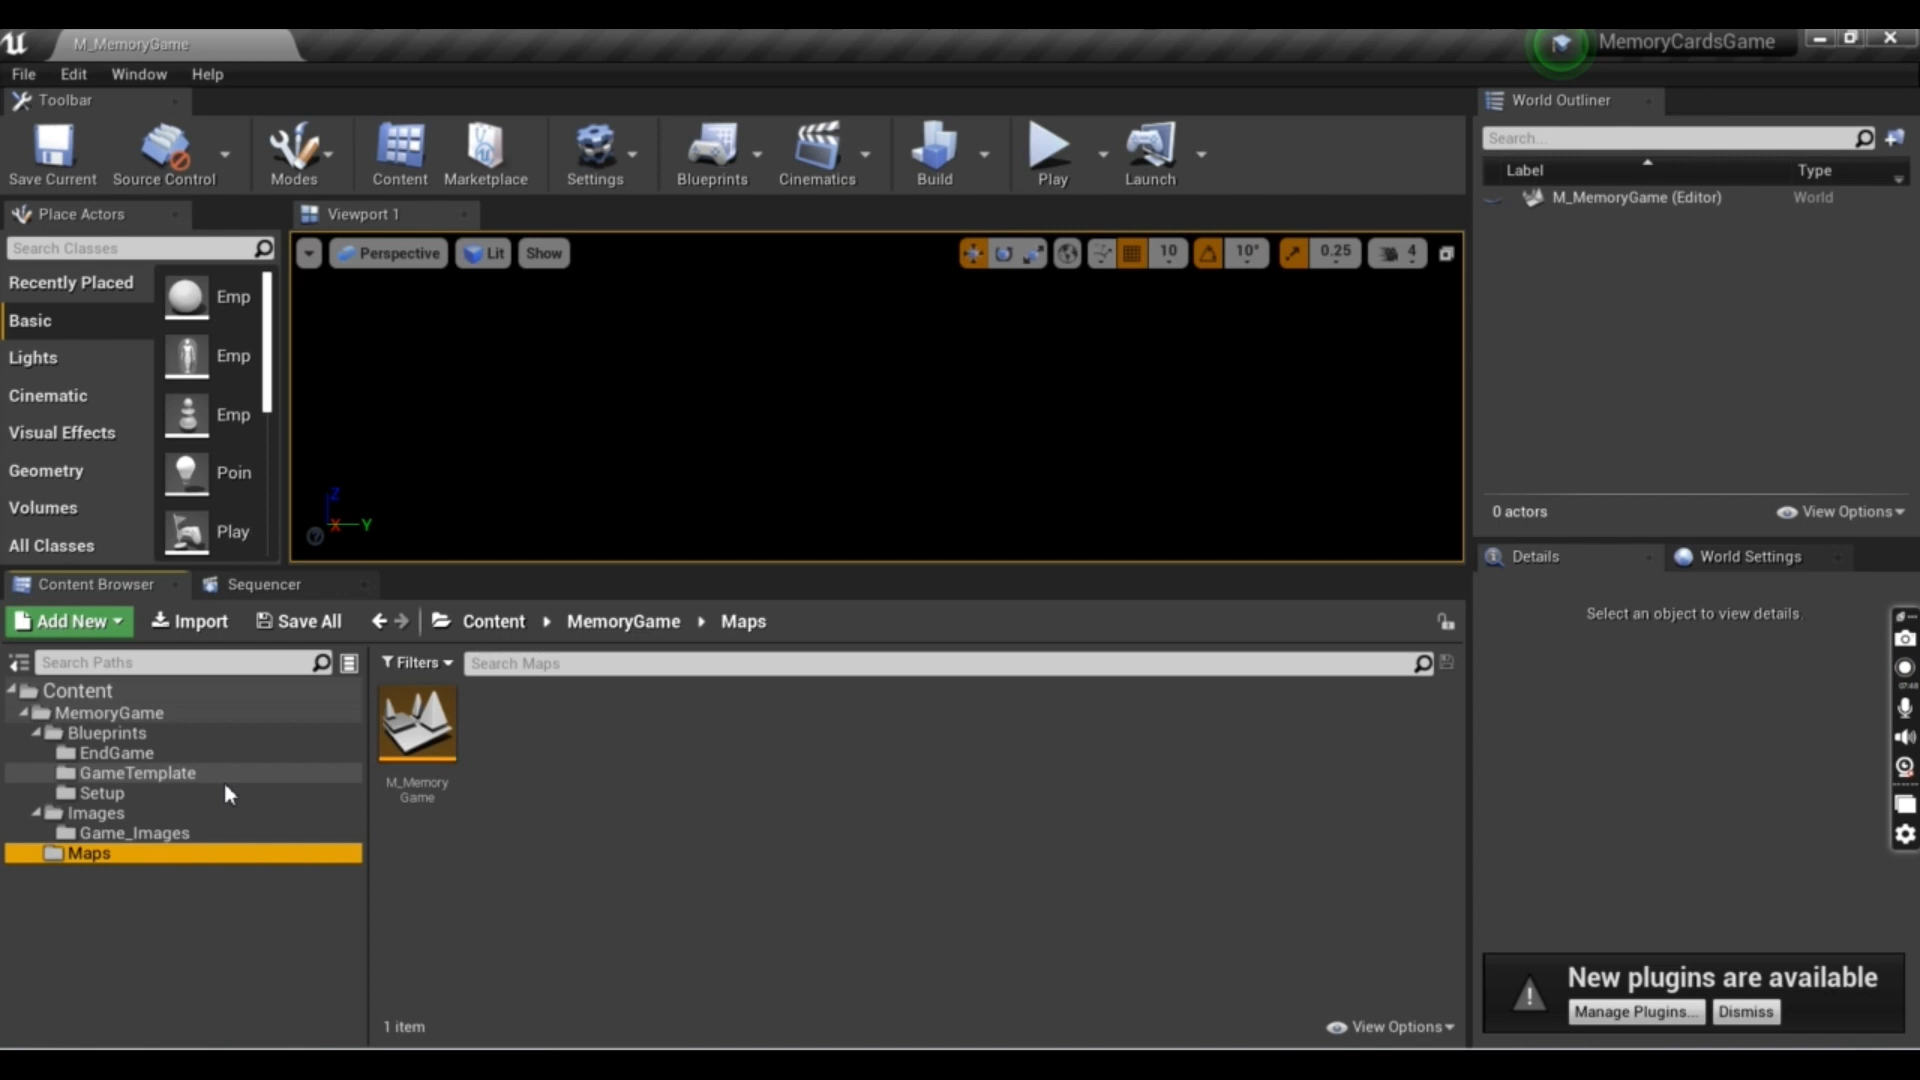 M_MemoryGame
MemoryCardsGame
File Edit Window Help
Toolbar
World Outliner
Save Current
Source Control
Modes
Content
Marketplace
Settings
Blueprints
Cinematics
Build
Play
Launch
Search...
Label Type
M_MemoryGame (Editor) World
Place Actors
Viewport 1
Search Classes
Perspective Lit Show
10 10° 0.25 4
Recently Placed
Basic
Lights
Cinematic
Visual Effects
Geometry
Volumes
All Classes
Emp
Emp
Emp
Poin
Play
Z
X Y
0 actors View Options
Details World Settings
Select an object to view details.
Content Browser Sequencer
Add New Import Save All Content MemoryGame Maps
Search Paths
Filters Search Maps
Content
MemoryGame
Blueprints
EndGame
GameTemplate
Setup
Images
Game_Images
Maps
M_Memory
Game
1 item View Options
07:48
New plugins are available
Manage Plugins... Dismiss